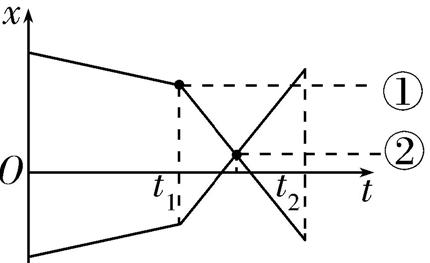 x
①
②
O
t₁
t₂
t